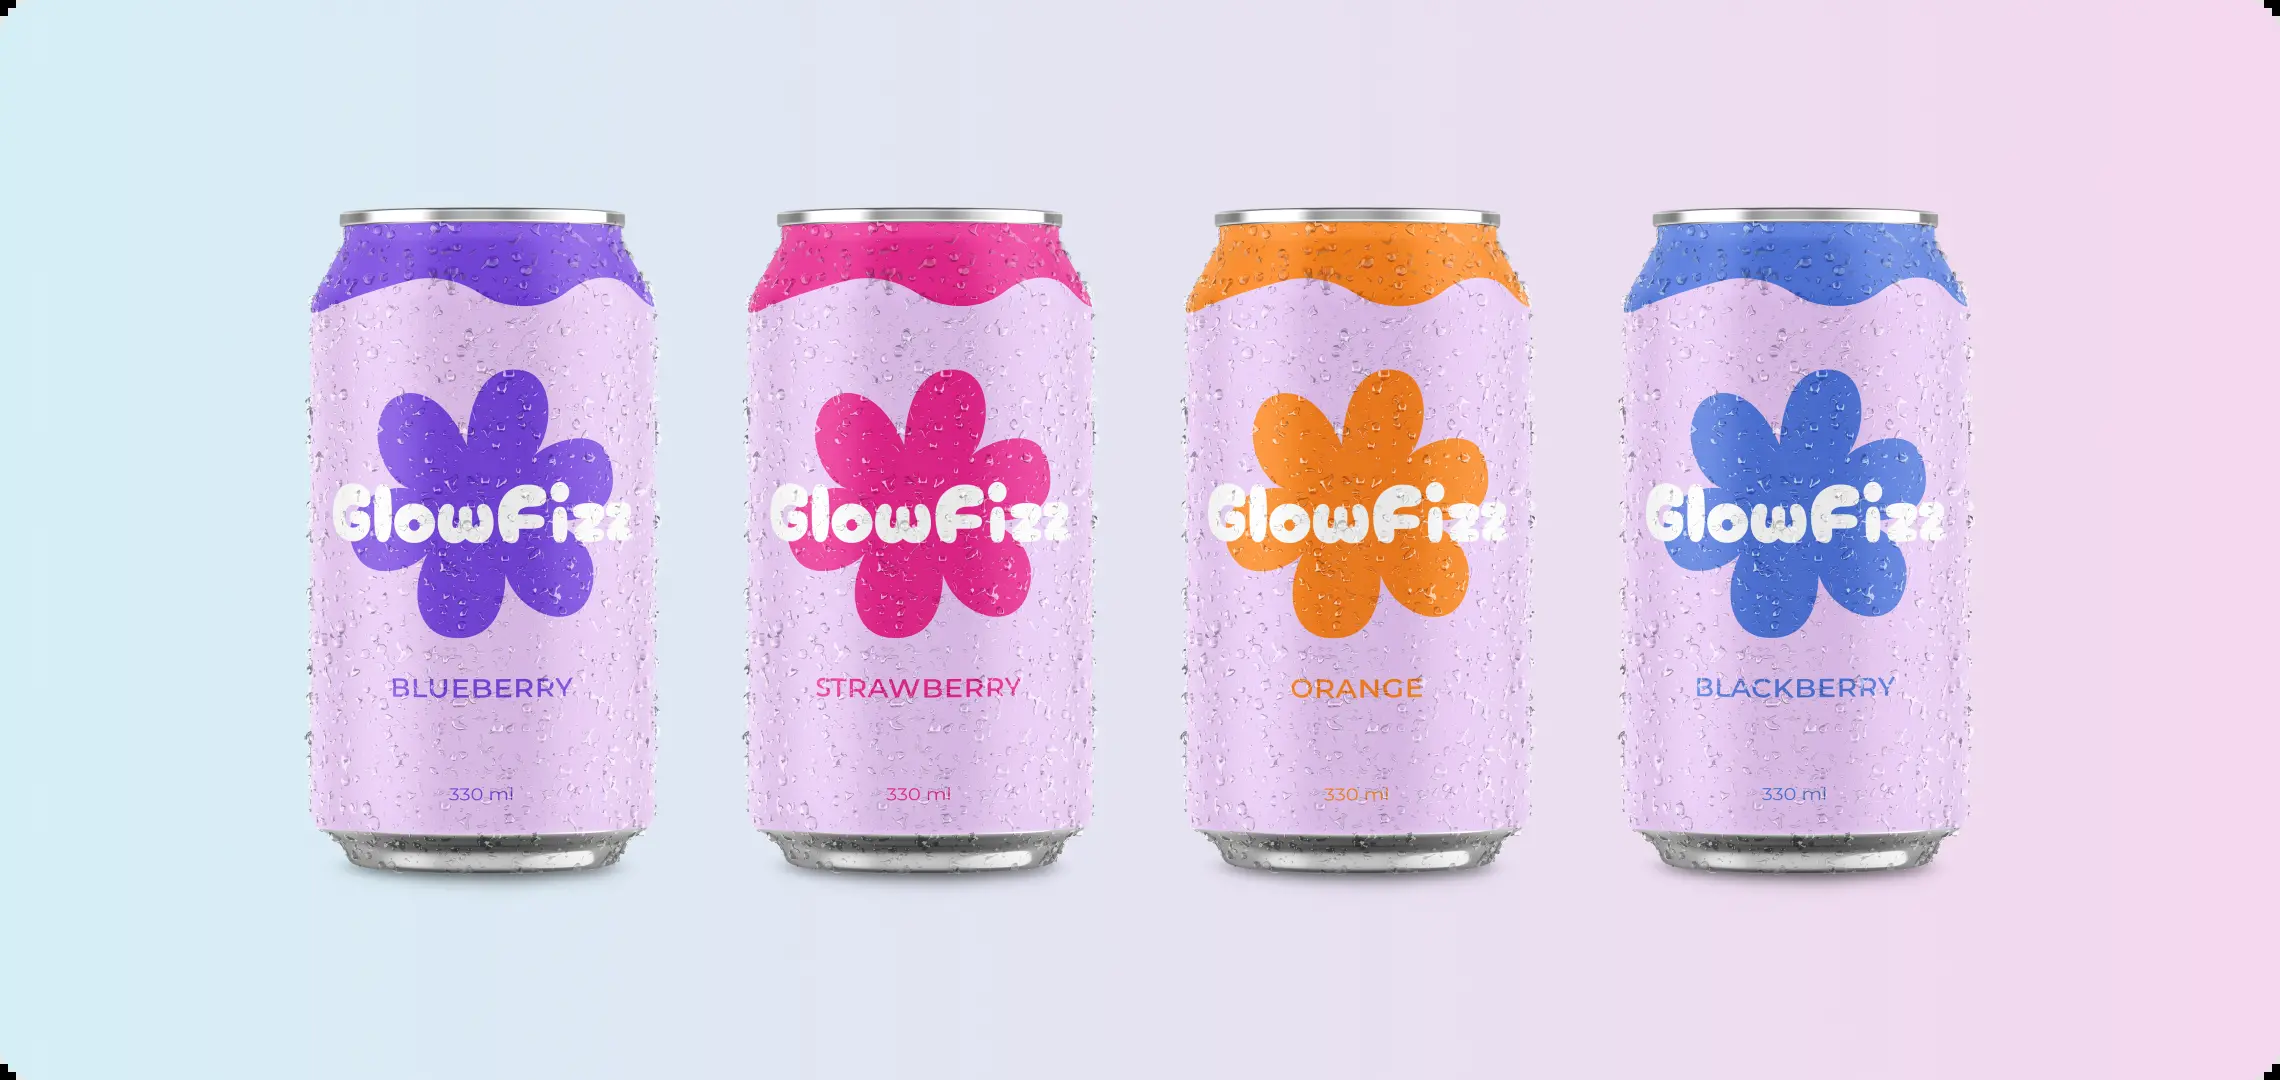 GlowFizz
BLUEBERRY
330 ml
GlowFizz
STRAWBERRY
330 ml
GlowFizz
ORANGE
330 ml
GlowFizz
BLACKBERRY
330 ml